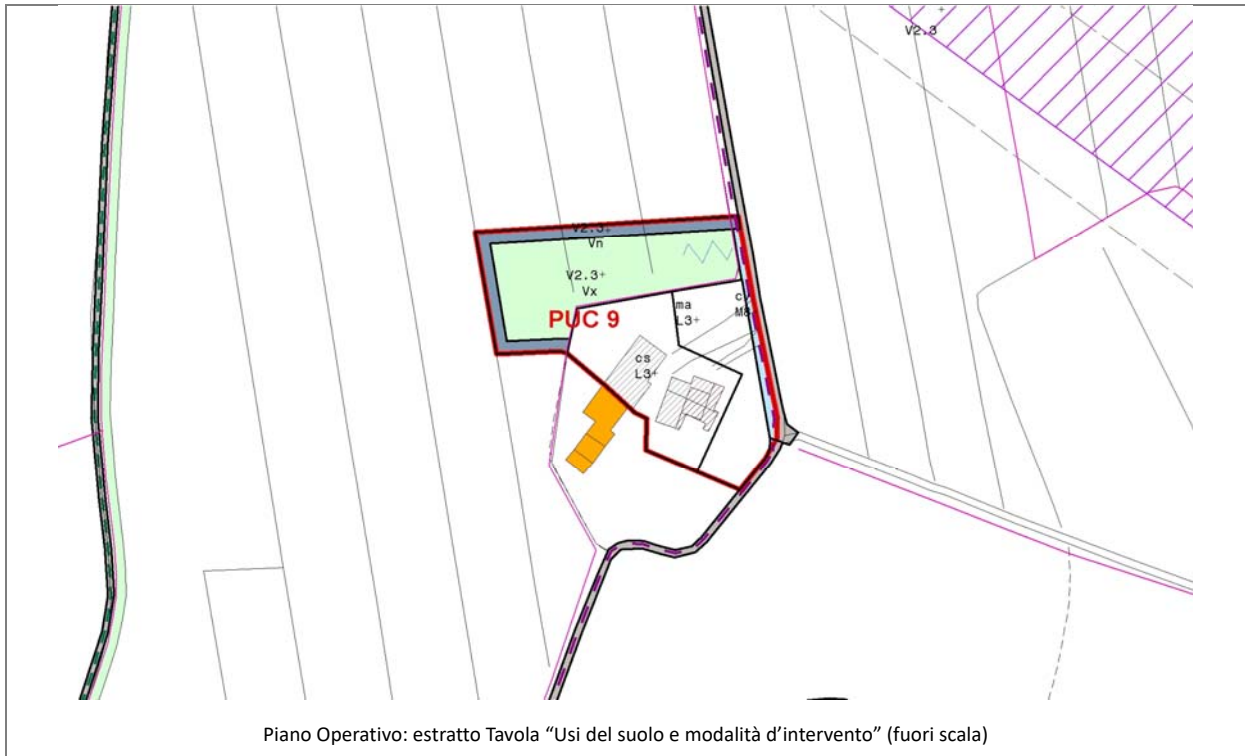 V2.3+
V2.3+
Vn
V2.3+
Vx
PUC 9
ma
L3+
cs
L3+
Piano Operativo: estratto Tavola “Usi del suolo e modalità d’intervento” (fuori scala)